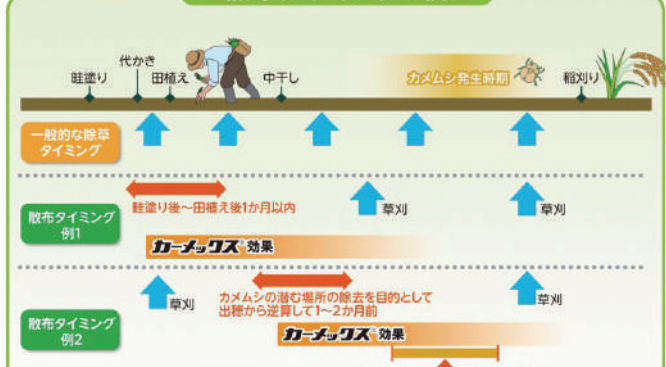 畦塗り
代かき
田植え
中干し
カメムシ発生時期
稲刈り
一般的な除草
タイミング
畦塗り後～田植え後1か月以内
草刈
草刈
散布タイミング
例1
カーメックス® 効果
草刈
カメムシの潜む場所の除去を目的として
出穂から逆算して1～2か月前
草刈
散布タイミング
例2
カーメックス® 効果